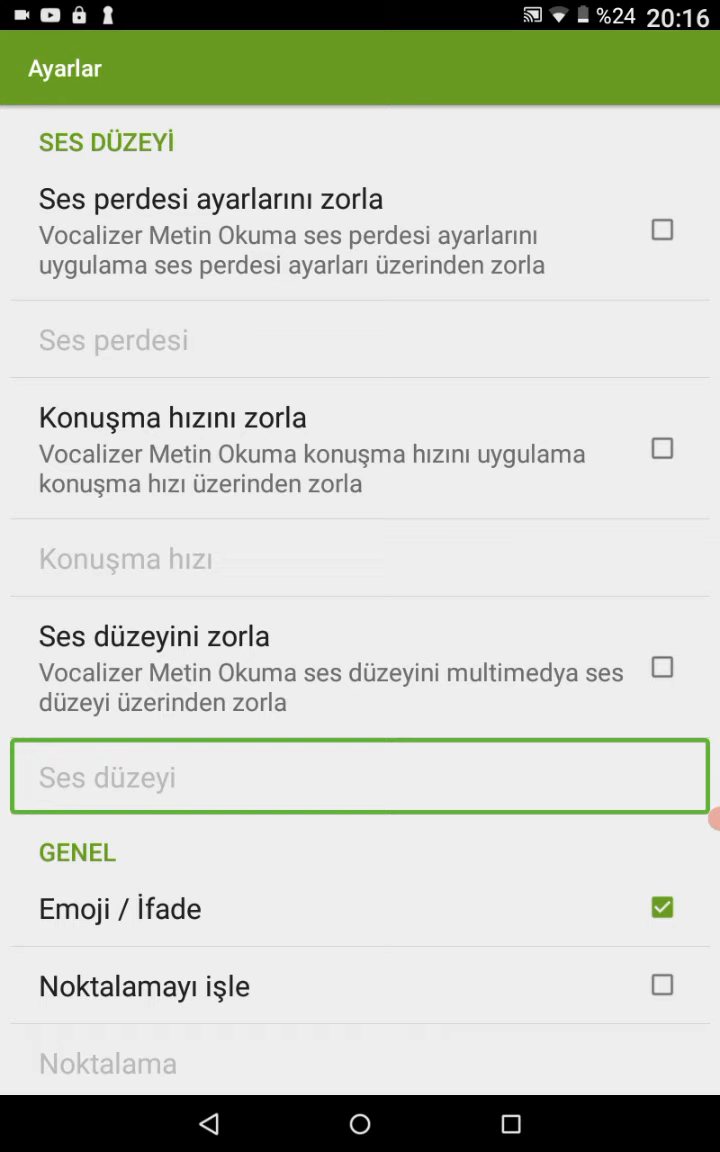 %24 20:16
Ayarlar
SES DÜZEYİ
Ses perdesi ayarlarını zorla
Vocalizer Metin Okuma ses perdesi ayarlarını
uygulama ses perdesi ayarları üzerinden zorla
Ses perdesi
Konuşma hızını zorla
Vocalizer Metin Okuma konuşma hızını uygulama
konuşma hızı üzerinden zorla
Konuşma hızı
Ses düzeyini zorla
Vocalizer Metin Okuma ses düzeyini multimedya ses
düzeyi üzerinden zorla
Ses düzeyi
GENEL
Emoji / İfade
Noktalamayı işle
Noktalama